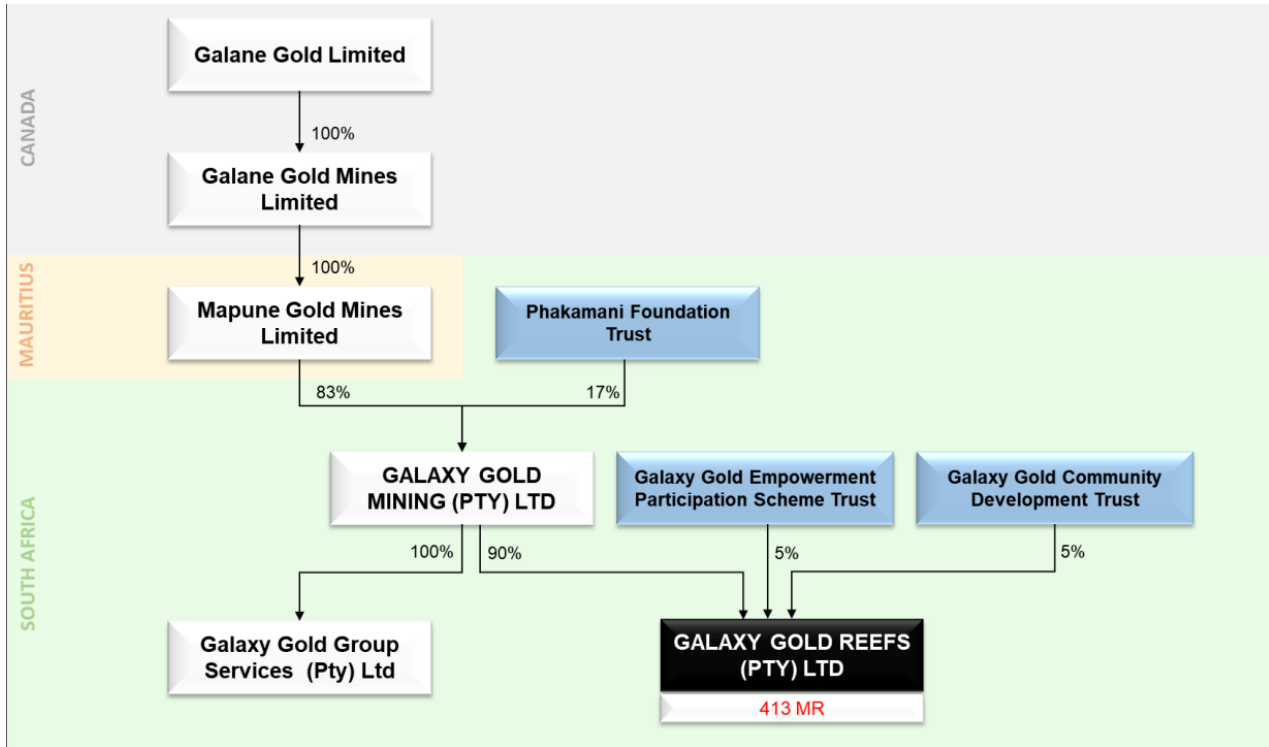 CANADA
Galane Gold Limited
100%
Galane Gold Mines
Limited
100%
MAURITIUS
Mapune Gold Mines
Limited
Phakamani Foundation
Trust
83%
17%
SOUTH AFRICA
GALAXY GOLD
MINING (PTY) LTD
Galaxy Gold Empowerment
Participation Scheme Trust
Galaxy Gold Community
Development Trust
100%
90%
5%
5%
Galaxy Gold Group
Services (Pty) Ltd
GALAXY GOLD REEFS
(PTY) LTD
413 MR